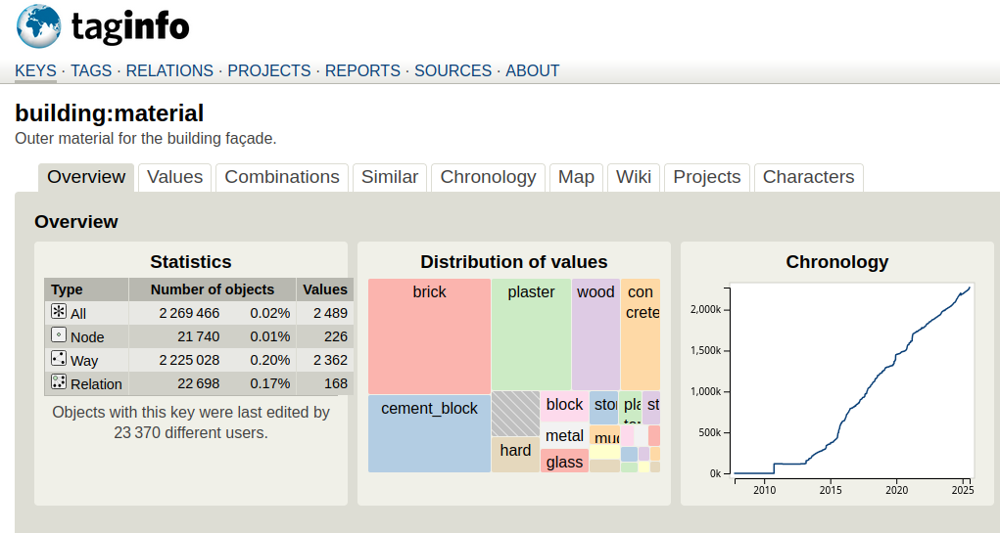 taginfo
KEYS · TAGS · RELATIONS · PROJECTS · REPORTS · SOURCES · ABOUT
building:material
Outer material for the building façade.
Overview Values Combinations Similar Chronology Map Wiki Projects Characters
Overview
Statistics
Type Number of objects Values
All 2 269 466 0.02% 2 489
Node 21 740 0.01% 226
Way 2 225 028 0.20% 2 362
Relation 22 698 0.17% 168
Objects with this key were last edited by
23 370 different users.
Distribution of values
brick plaster wood con
crete
cement_block block sto pla st
metal
hard glass
Chronology
2,000k
1,500k
1,000k
500k
0k
2010 2015 2020 2025